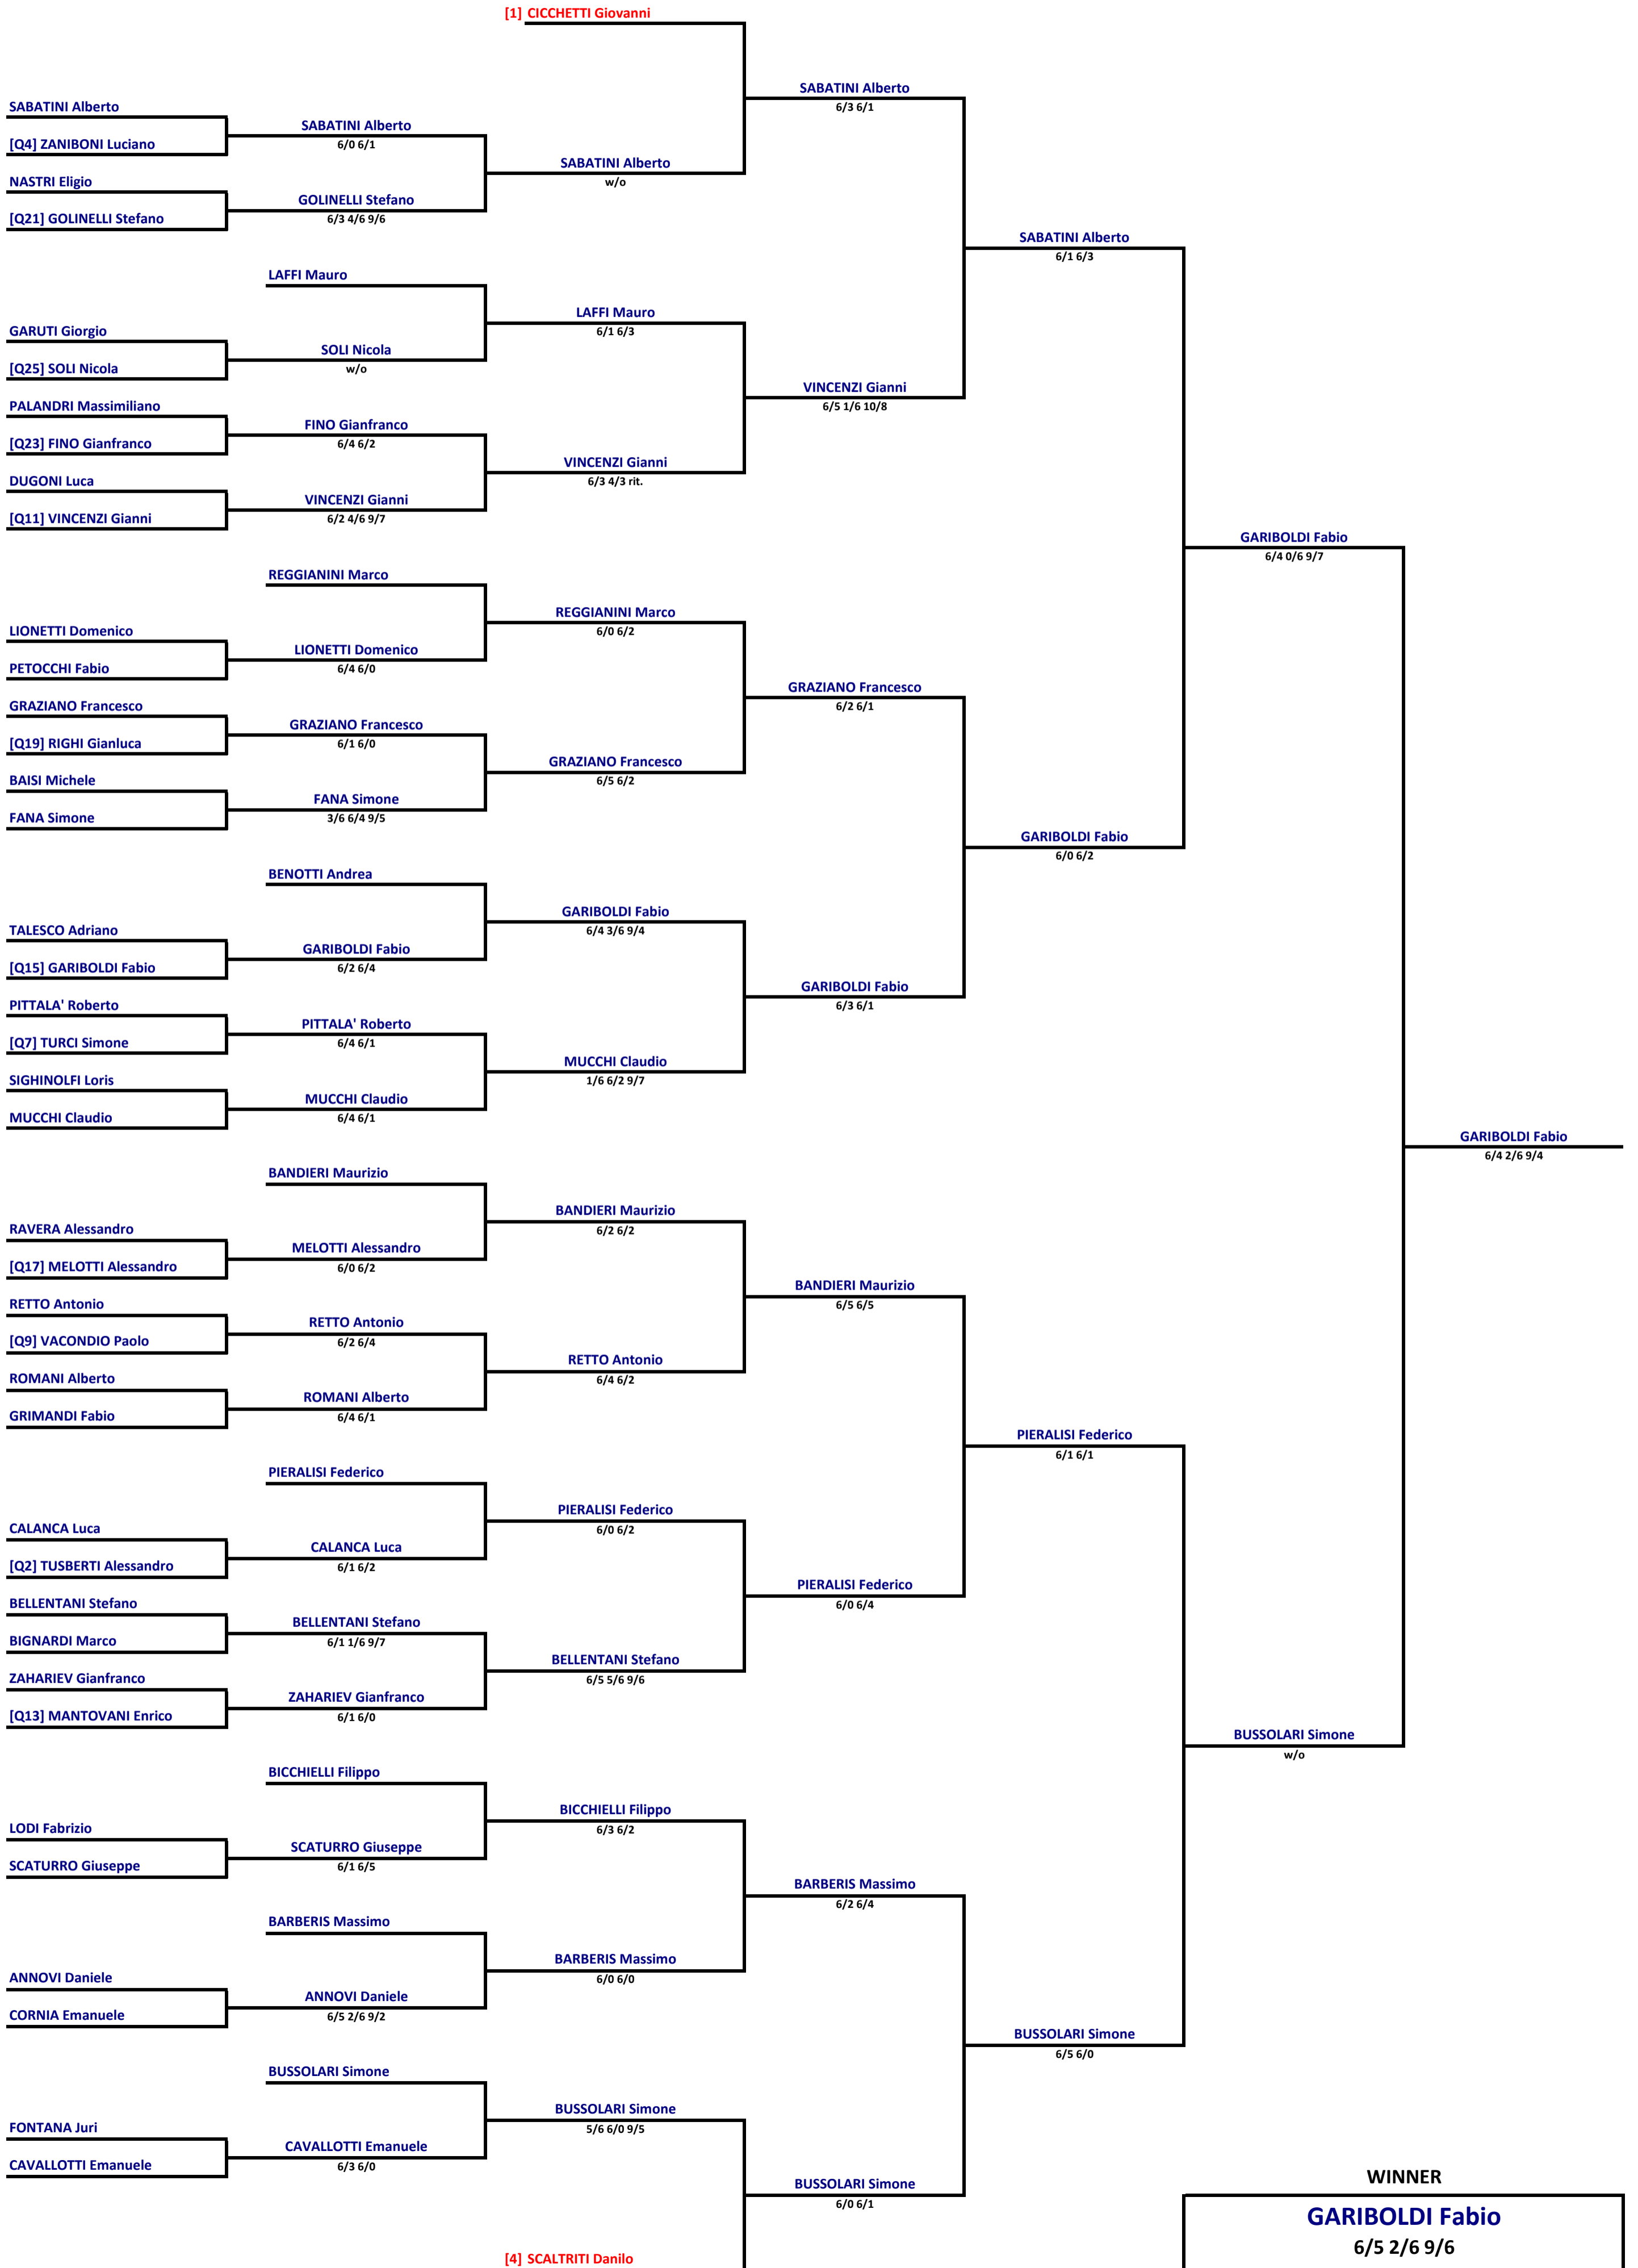 [1] CICCHETTI Giovanni
SABATINI Alberto
6/3 6/1
SABATINI Alberto
SABATINI Alberto
6/0 6/1
[Q4] ZANIBONI Luciano
SABATINI Alberto
w/o
NASTRI Eligio
GOLINELLI Stefano
6/3 4/6 9/6
[Q21] GOLINELLI Stefano
SABATINI Alberto
6/1 6/3
LAFFI Mauro
LAFFI Mauro
6/1 6/3
GARUTI Giorgio
SOLI Nicola
w/o
[Q25] SOLI Nicola
VINCENZI Gianni
6/5 1/6 10/8
PALANDRI Massimiliano
FINO Gianfranco
6/4 6/2
[Q23] FINO Gianfranco
VINCENZI Gianni
6/3 4/3 rit.
DUGONI Luca
VINCENZI Gianni
6/2 4/6 9/7
[Q11] VINCENZI Gianni
GARIBOLDI Fabio
6/4 0/6 9/7
REGGIANINI Marco
REGGIANINI Marco
6/0 6/2
LIONETTI Domenico
LIONETTI Domenico
6/4 6/0
PETOCCHI Fabio
GRAZIANO Francesco
6/2 6/1
GRAZIANO Francesco
GRAZIANO Francesco
6/1 6/0
[Q19] RIGHI Gianluca
GRAZIANO Francesco
6/5 6/2
BAISI Michele
FANA Simone
3/6 6/4 9/5
FANA Simone
GARIBOLDI Fabio
6/0 6/2
BENOTTI Andrea
GARIBOLDI Fabio
6/4 3/6 9/4
TALESCO Adriano
GARIBOLDI Fabio
6/2 6/4
[Q15] GARIBOLDI Fabio
GARIBOLDI Fabio
6/3 6/1
PITTALA' Roberto
PITTALA' Roberto
6/4 6/1
[Q7] TURCI Simone
MUCCHI Claudio
1/6 6/2 9/7
SIGHINOLFI Loris
MUCCHI Claudio
6/4 6/1
MUCCHI Claudio
GARIBOLDI Fabio
6/4 2/6 9/4
BANDIERI Maurizio
BANDIERI Maurizio
6/2 6/2
RAVERA Alessandro
MELOTTI Alessandro
6/0 6/2
[Q17] MELOTTI Alessandro
BANDIERI Maurizio
6/5 6/5
RETTO Antonio
RETTO Antonio
6/2 6/4
[Q9] VACONDIO Paolo
RETTO Antonio
6/4 6/2
ROMANI Alberto
ROMANI Alberto
6/4 6/1
GRIMANDI Fabio
PIERALISI Federico
6/1 6/1
PIERALISI Federico
PIERALISI Federico
6/0 6/2
CALANCA Luca
CALANCA Luca
6/1 6/2
[Q2] TUSBERTI Alessandro
PIERALISI Federico
6/0 6/4
BELLENTANI Stefano
BELLENTANI Stefano
6/1 1/6 9/7
BIGNARDI Marco
BELLENTANI Stefano
6/5 5/6 9/6
ZAHARIEV Gianfranco
ZAHARIEV Gianfranco
6/1 6/0
[Q13] MANTOVANI Enrico
BUSSOLARI Simone
w/o
BICCHIELLI Filippo
BICCHIELLI Filippo
6/3 6/2
LODI Fabrizio
SCATURRO Giuseppe
6/1 6/5
SCATURRO Giuseppe
BARBERIS Massimo
6/2 6/4
BARBERIS Massimo
BARBERIS Massimo
6/0 6/0
ANNOVI Daniele
ANNOVI Daniele
6/5 2/6 9/2
CORNIA Emanuele
BUSSOLARI Simone
6/5 6/0
BUSSOLARI Simone
BUSSOLARI Simone
5/6 6/0 9/5
FONTANA Juri
CAVALLOTTI Emanuele
6/3 6/0
CAVALLOTTI Emanuele
BUSSOLARI Simone
6/0 6/1
[4] SCALTRITI Danilo
WINNER
GARIBOLDI Fabio
6/5 2/6 9/6